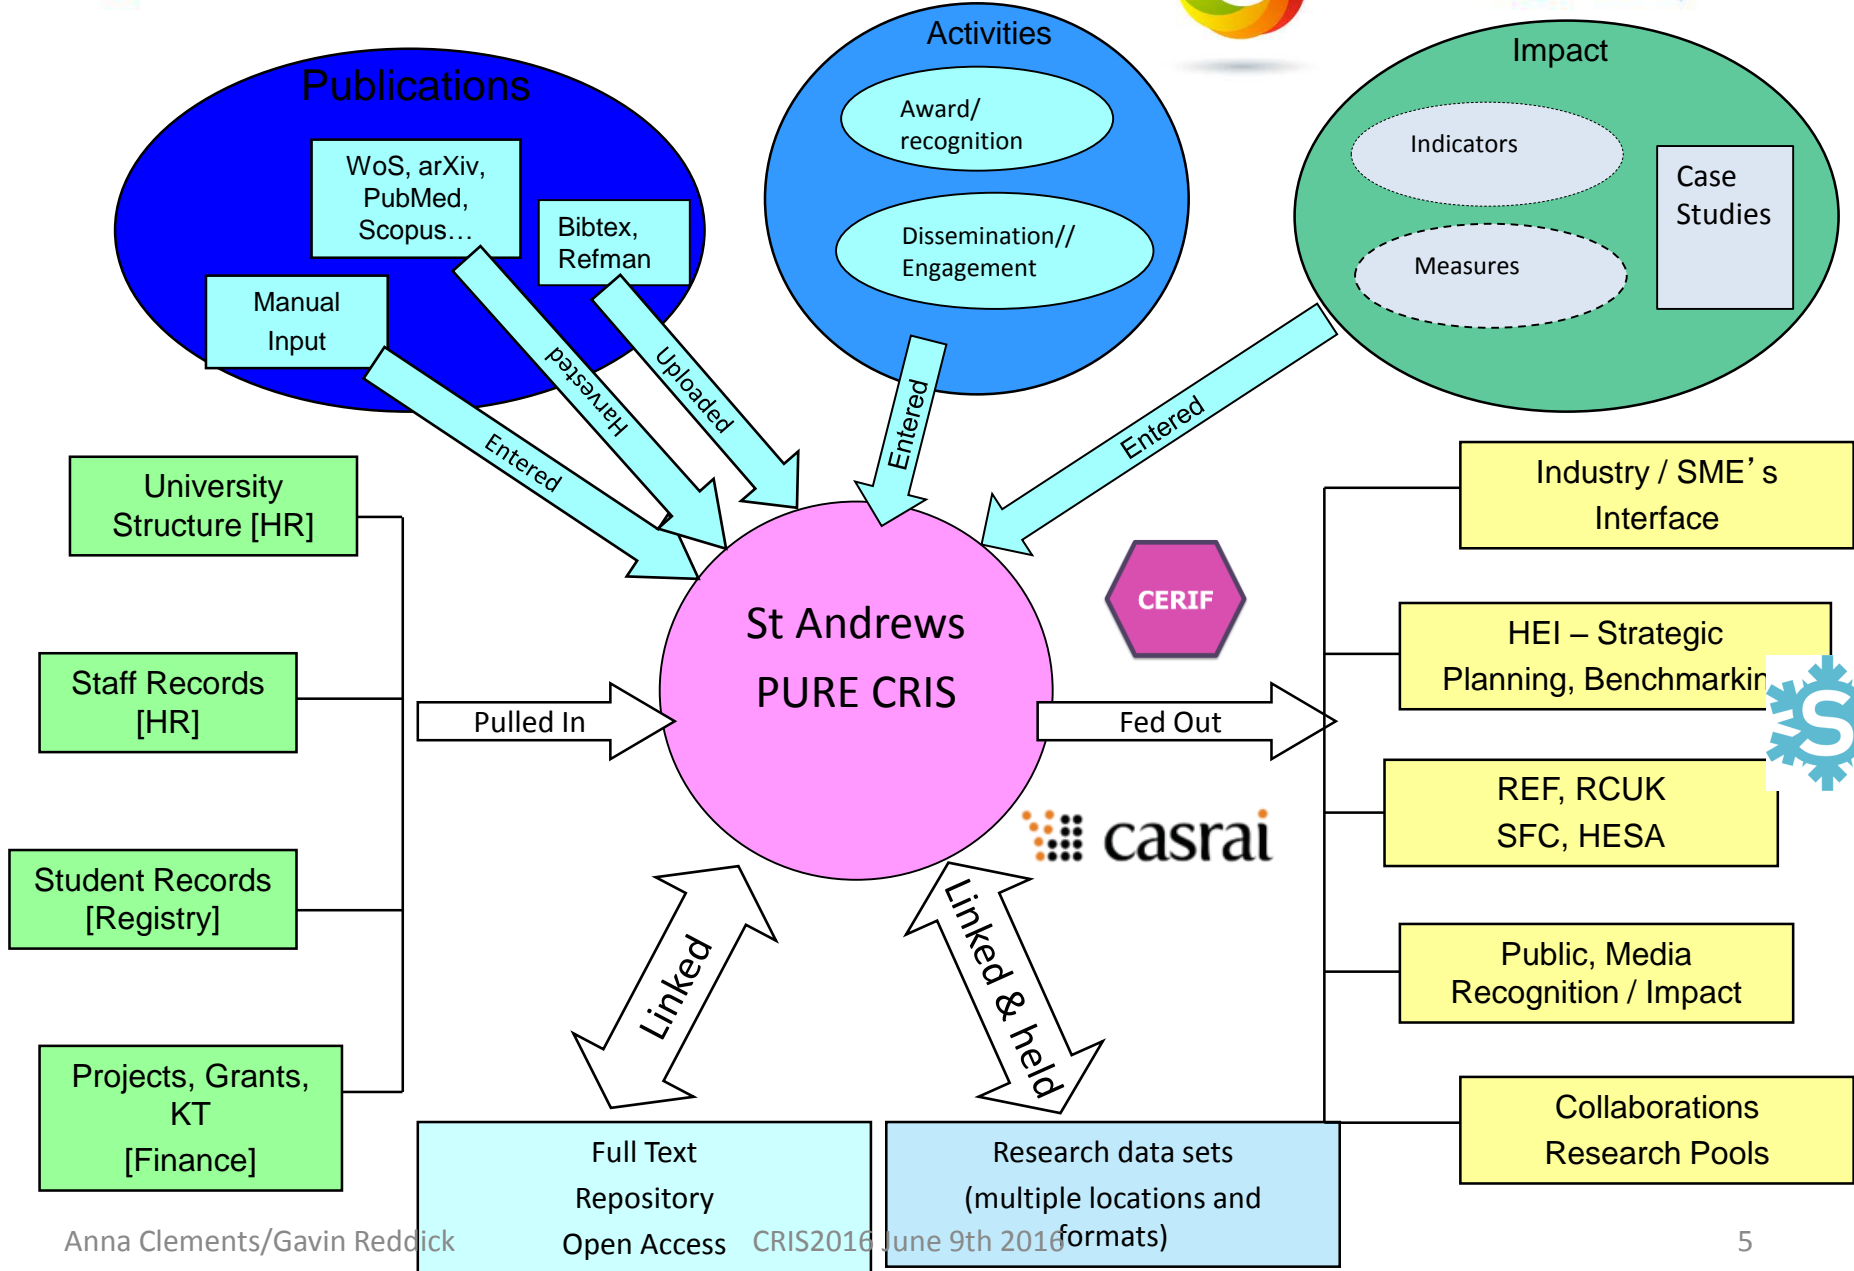 Publications
WoS, arXiv,
PubMed,
Scopus…
Bibtex,
Refman
Manual
Input
Entered
Harvested
Uploaded
Activities
Award/
recognition
Dissemination//
Engagement
Entered
Impact
Indicators
Measures
Case
Studies
Entered
University
Structure [HR]
Staff Records
[HR]
Student Records
[Registry]
Projects, Grants,
KT
[Finance]
Pulled In
St Andrews
PURE CRIS
CERIF
Fed Out
casrai
Linked
Linked & held
Industry / SME's
Interface
HEI – Strategic
Planning, Benchmarkin
S
REF, RCUK
SFC, HESA
Public, Media
Recognition / Impact
Collaborations
Research Pools
Full Text
Repository
Open Access
Research data sets
(multiple locations and
formats)
Anna Clements/Gavin Reddick
CRIS2016 June 9th 2016
5